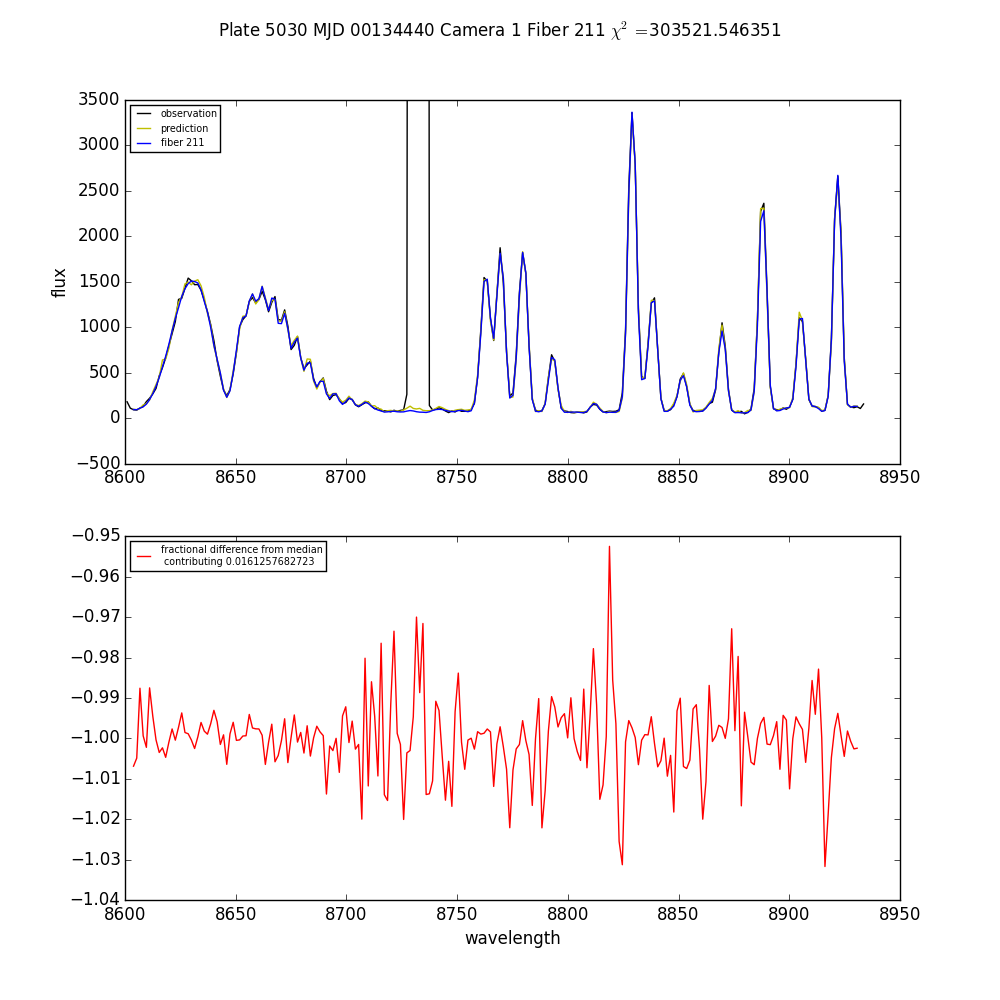 Plate 5030 MJD 00134440 Camera 1 Fiber 211 χ² =303521.546351
3500
3000
2500
2000
1500
1000
500
0
−500
flux
observation
prediction
fiber 211
8600 8650 8700 8750 8800 8850 8900 8950
−0.95
−0.96
−0.97
−0.98
−0.99
−1.00
−1.01
−1.02
−1.03
−1.04
fractional difference from median
contributing 0.0161257682723
8600 8650 8700 8750 8800 8850 8900 8950
wavelength